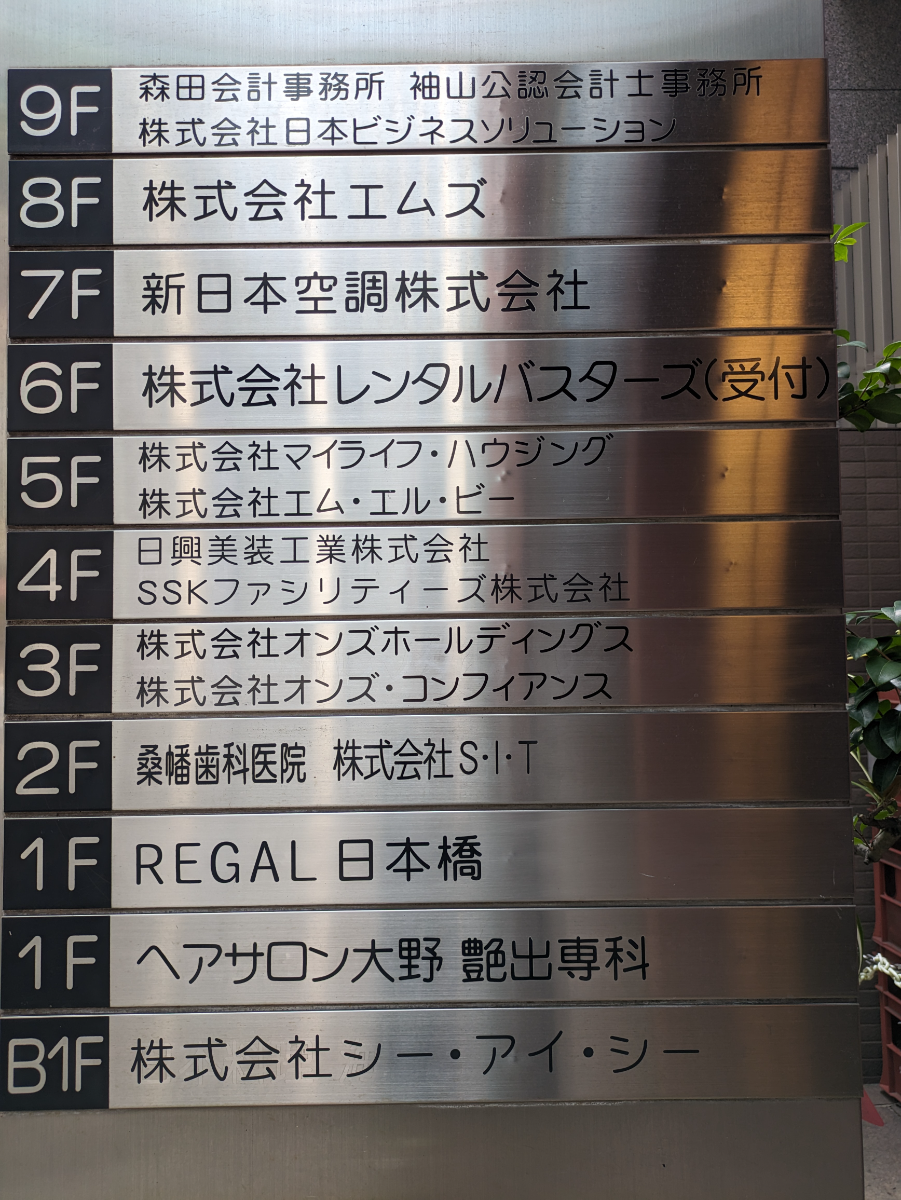 9F 森田会計事務所 袖山公認会計士事務所
株式会社日本ビジネスソリューション
8F 株式会社エムズ
7F 新日本空調株式会社
6F 株式会社レンタルバスターズ(受付)
5F 株式会社マイライフ・ハウジング
株式会社エム・エル・ビー
4F 日興美装工業株式会社
SSKファシリティーズ株式会社
3F 株式会社オンズホールディングス
株式会社オンズ・コンフィアンス
2F 桑幡歯科医院 株式会社S・I・T
1F REGAL 日本橋
1F ヘアサロン大野 艶出専科
B1F 株式会社シー・アイ・シー